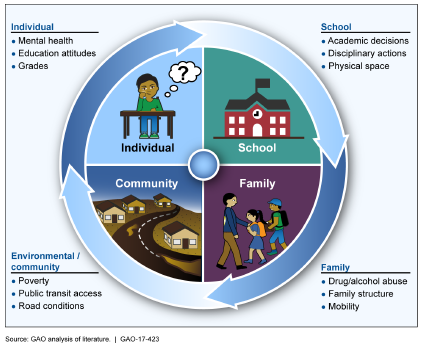 Individual
• Mental health
• Education attitudes
• Grades
School
• Academic decisions
• Disciplinary actions
• Physical space
?
Individual
School
Community
Family
Environmental /
community
• Poverty
• Public transit access
• Road conditions
Family
• Drug/alcohol abuse
• Family structure
• Mobility
Source: GAO analysis of literature. | GAO-17-423